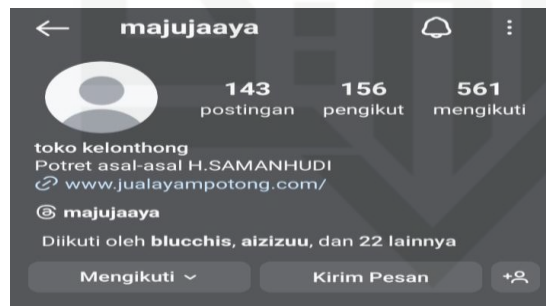 majujaaya
143 156 561
postingan pengikut mengikuti
toko kelonthong
Potret asal-asal H.SAMANHUDI
www.jualayampotong.com/
majujaaya
Diikuti oleh blucchis, aizizuu, dan 22 lainnya
Mengikuti Kirim Pesan